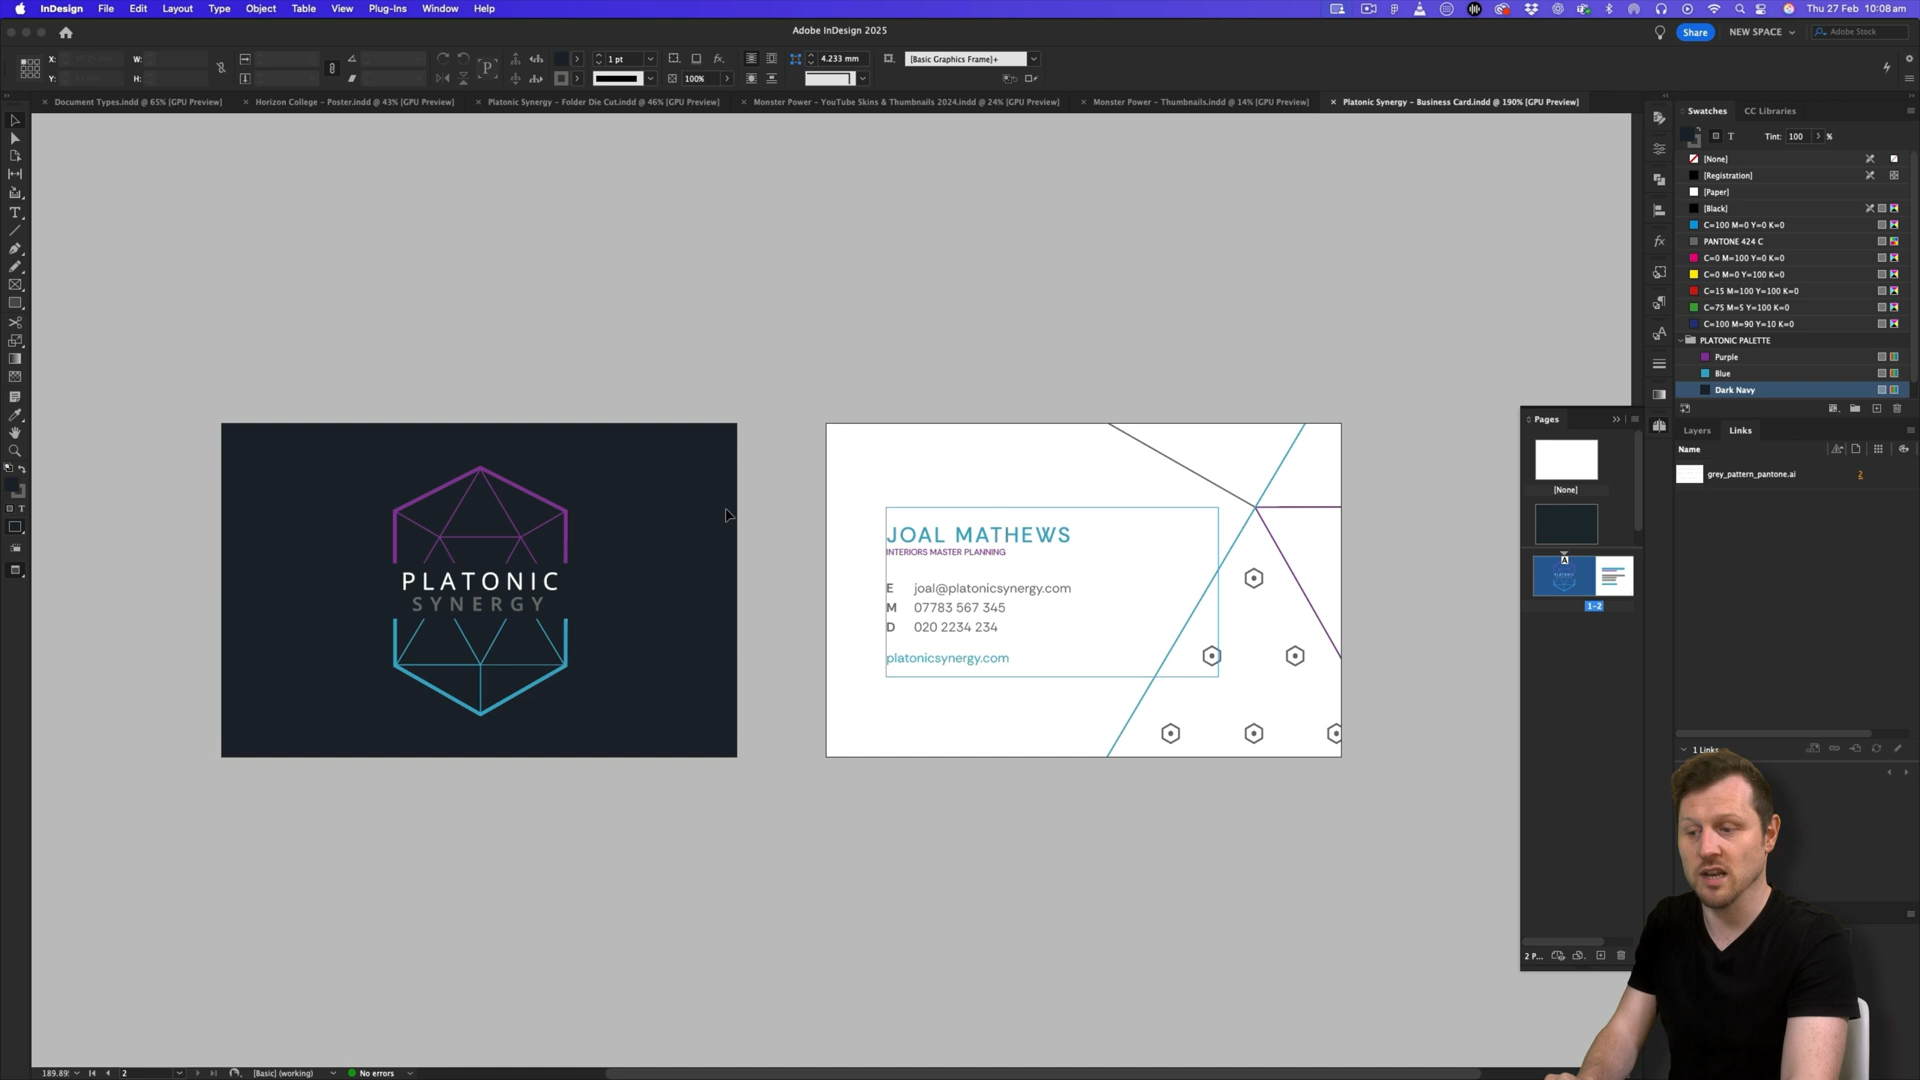 InDesign File Edit Layout Type Object Table View Plug-Ins Window Help
Thu 27 Feb 10:08 am
Adobe InDesign 2025
Share
NEW SPACE
Adobe Stock
X:
W:
1 pt
4.233 mm
[Basic Graphics Frame]+
Y:
H:
100%
Document Types.indd @ 65% [GPU Preview]
Horizon College - Poster.indd @ 43% [GPU Preview]
Platonic Synergy - Folder Die Cut.indd @ 46% [GPU Preview]
Monster Power - YouTube Skins & Thumbnails 2024.indd @ 24% [GPU Preview]
Monster Power - Thumbnails.indd @ 14% [GPU Preview]
Platonic Synergy - Business Card.indd @ 190% [GPU Preview]
Swatches
CC Libraries
T
Tint: 100 %
[None]
[Registration]
[Paper]
[Black]
C=100 M=0 Y=0 K=0
PANTONE 424 C
C=0 M=100 Y=0 K=0
C=0 M=0 Y=100 K=0
C=15 M=100 Y=100 K=0
C=75 M=5 Y=100 K=0
C=100 M=90 Y=10 K=0
PLATONIC PALETTE
Purple
Blue
Dark Navy
Layers
Links
Name
grey_pattern_pantone.ai
2
1 Links
Pages
[None]
A
1-2
2 P...
PLATONIC
SYNERGY
JOAL MATHEWS
INTERIORS MASTER PLANNING
E joal@platonicsynergy.com
M 07783 567 345
D 020 2234 234
platonicsynergy.com
189.89%
2
[Basic] (working)
No errors